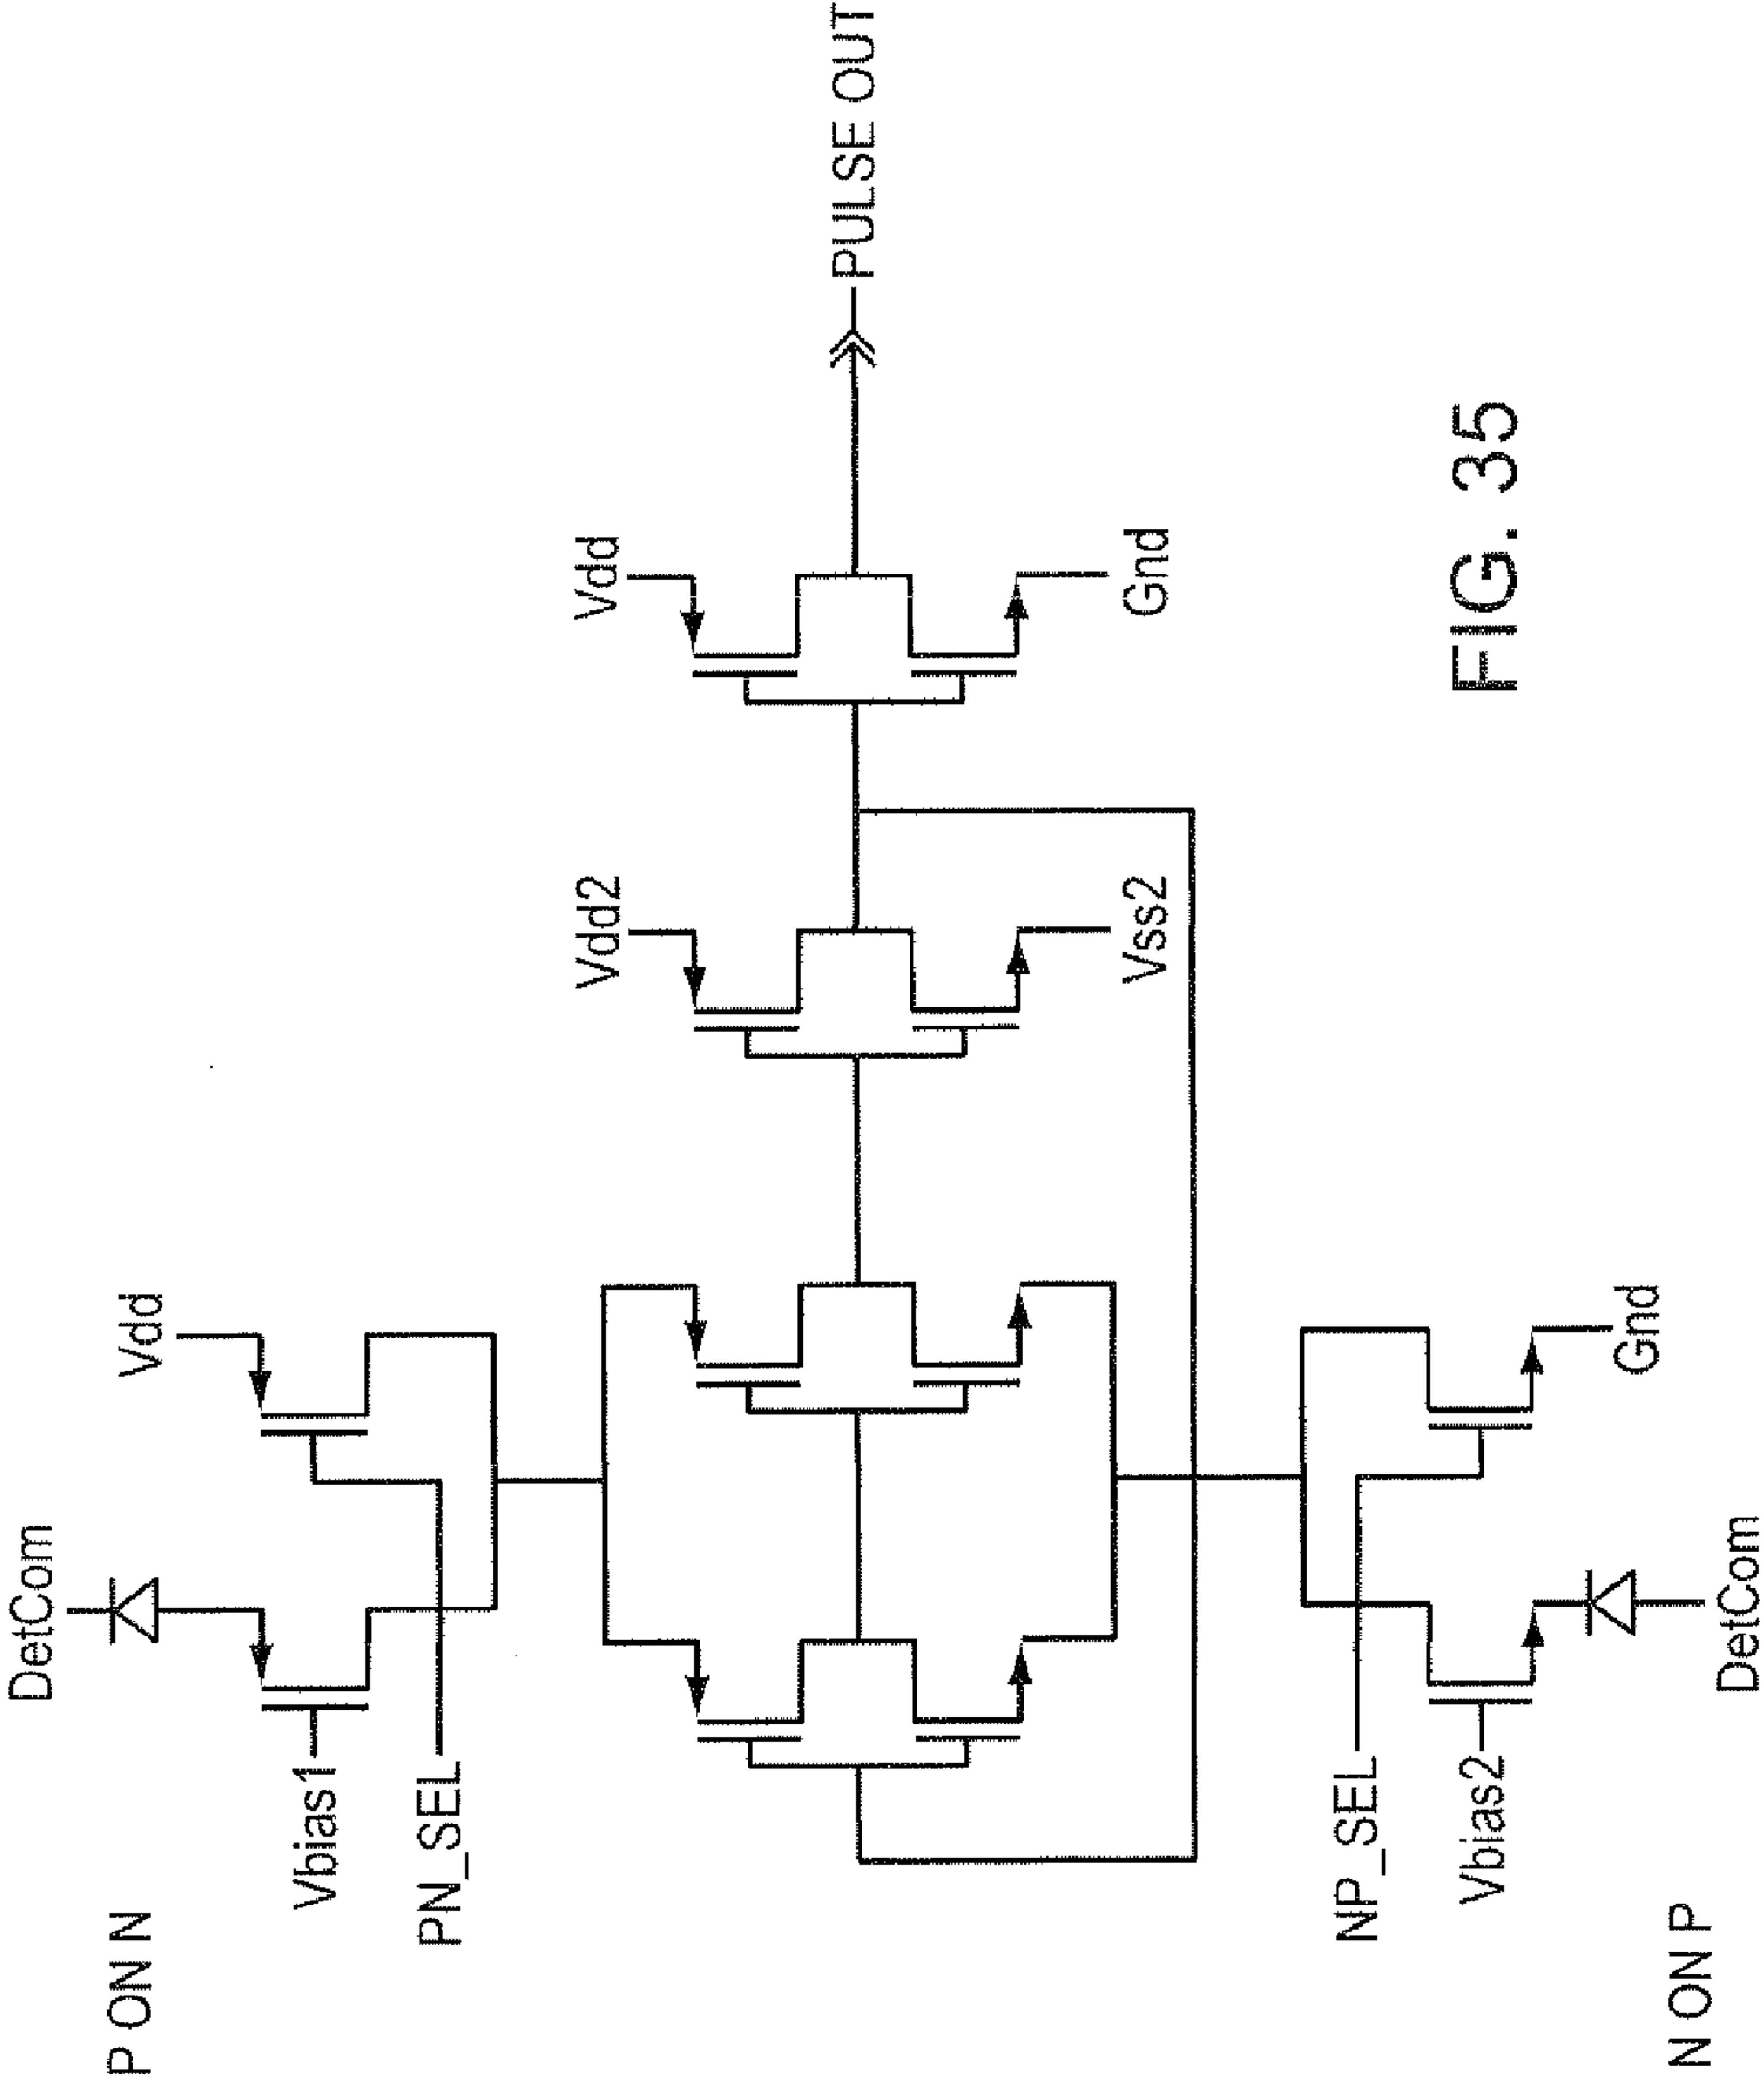 P ON N
DetCom
Vdd
Vbias1
PN_SEL
Vdd2
Vdd
PULSE OUT
Vss2
Gnd
NP_SEL
Vbias2
Gnd
DetCom
N ON P
FIG. 35